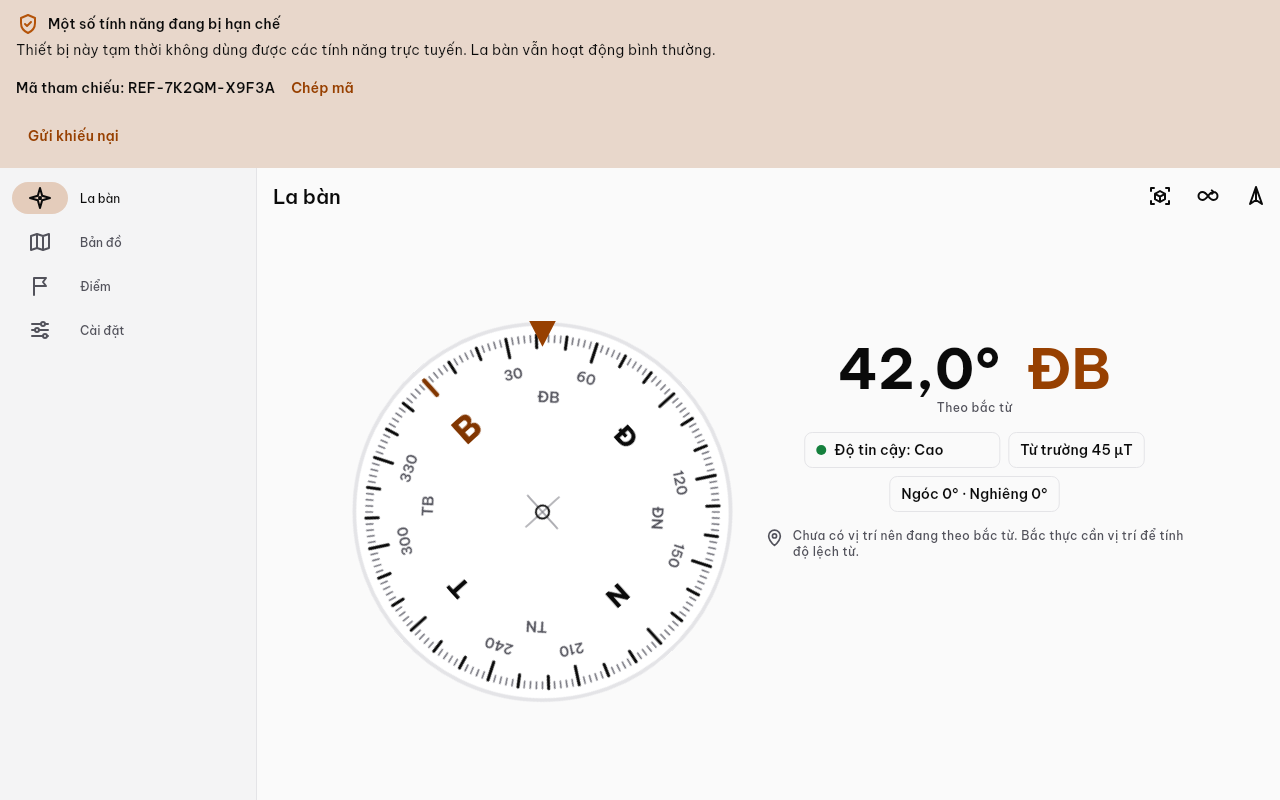 Một số tính năng đang bị hạn chế
Thiết bị này tạm thời không dùng được các tính năng trực tuyến. La bàn vẫn hoạt động bình thường.
Mã tham chiếu: REF-7K2QM-X9F3A Chép mã
Gửi khiếu nại
La bàn
Bản đồ
Điểm
Cài đặt
La bàn
30
60
ĐB
B
Đ
330
120
TB
ĐN
300
150
T
N
TN
240
210
42,0° ĐB
Theo bắc từ
Độ tin cậy: Cao
Từ trường 45 µT
Ngóc 0° · Nghiêng 0°
Chưa có vị trí nên đang theo bắc từ. Bắc thực cần vị trí để tính
độ lệch từ.